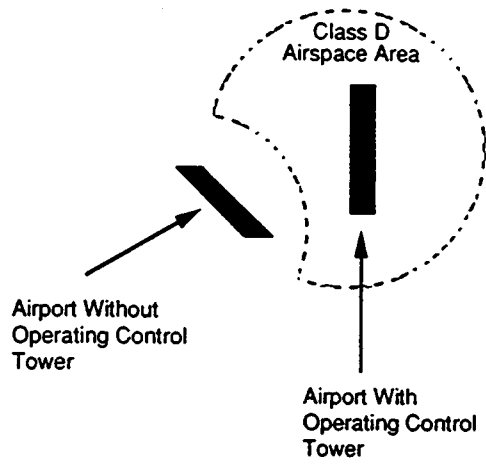 Class D
Airspace Area
Airport Without
Operating Control
Tower
Airport With
Operating Control
Tower